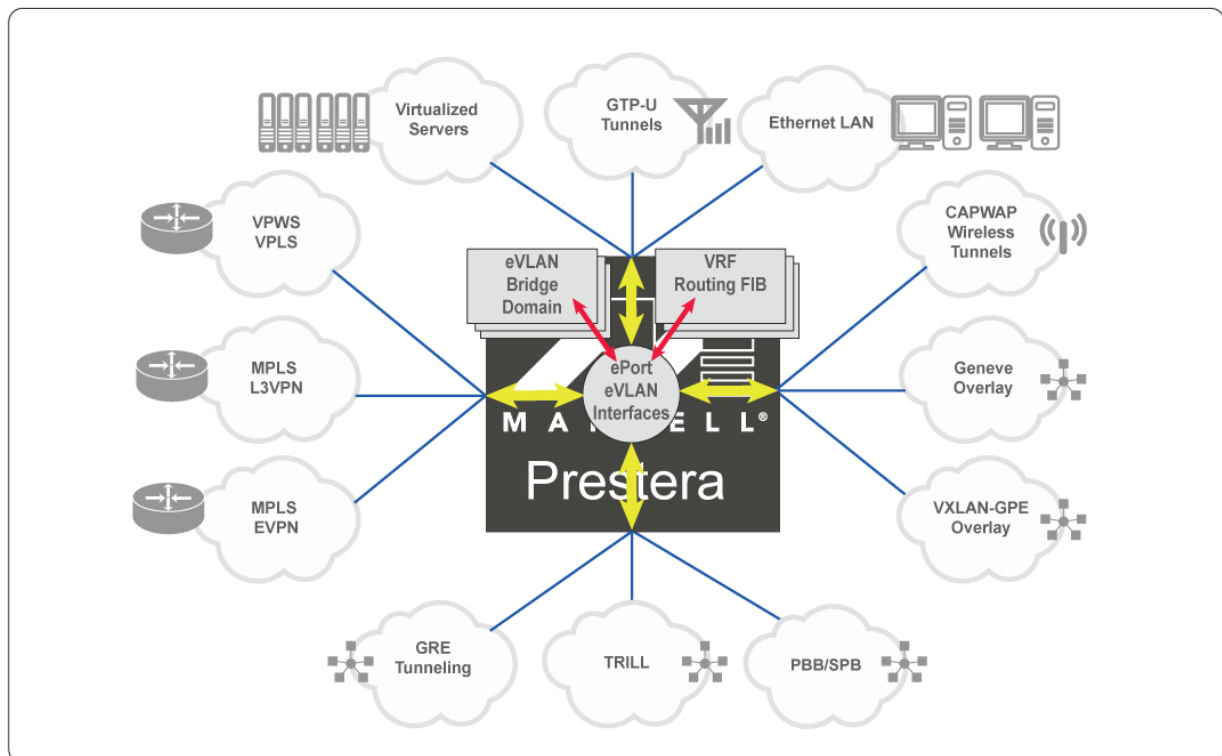 Virtualized
Servers
GTP-U
Tunnels
Ethernet LAN
VPWS
VPLS
CAPWAP
Wireless
Tunnels
eVLAN
Bridge
Domain
VRF
Routing FIB
MPLS
L3VPN
ePort
eVLAN
Interfaces
Geneve
Overlay
M A ELL®
Prestera
MPLS
EVPN
VXLAN-GPE
Overlay
GRE
Tunneling
TRILL
PBB/SPB